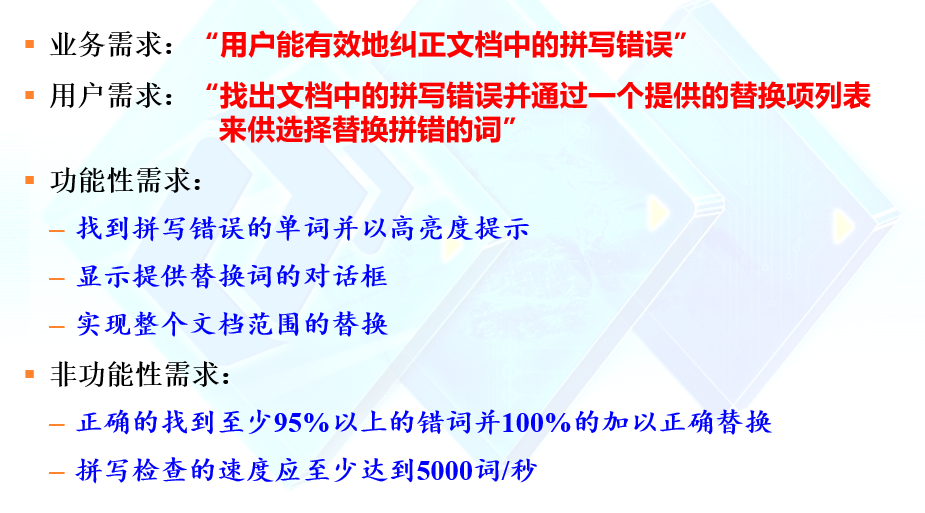 ▪ 业务需求：“用户能有效地纠正文档中的拼写错误”
▪ 用户需求：“找出文档中的拼写错误并通过一个提供的替换项列表
来供选择替换拼错的词”
▪ 功能性需求：
– 找到拼写错误的单词并以高亮度提示
– 显示提供替换词的对话框
– 实现整个文档范围的替换
▪ 非功能性需求：
– 正确的找到至少95%以上的错词并100%的加以正确替换
– 拼写检查的速度应至少达到5000词/秒